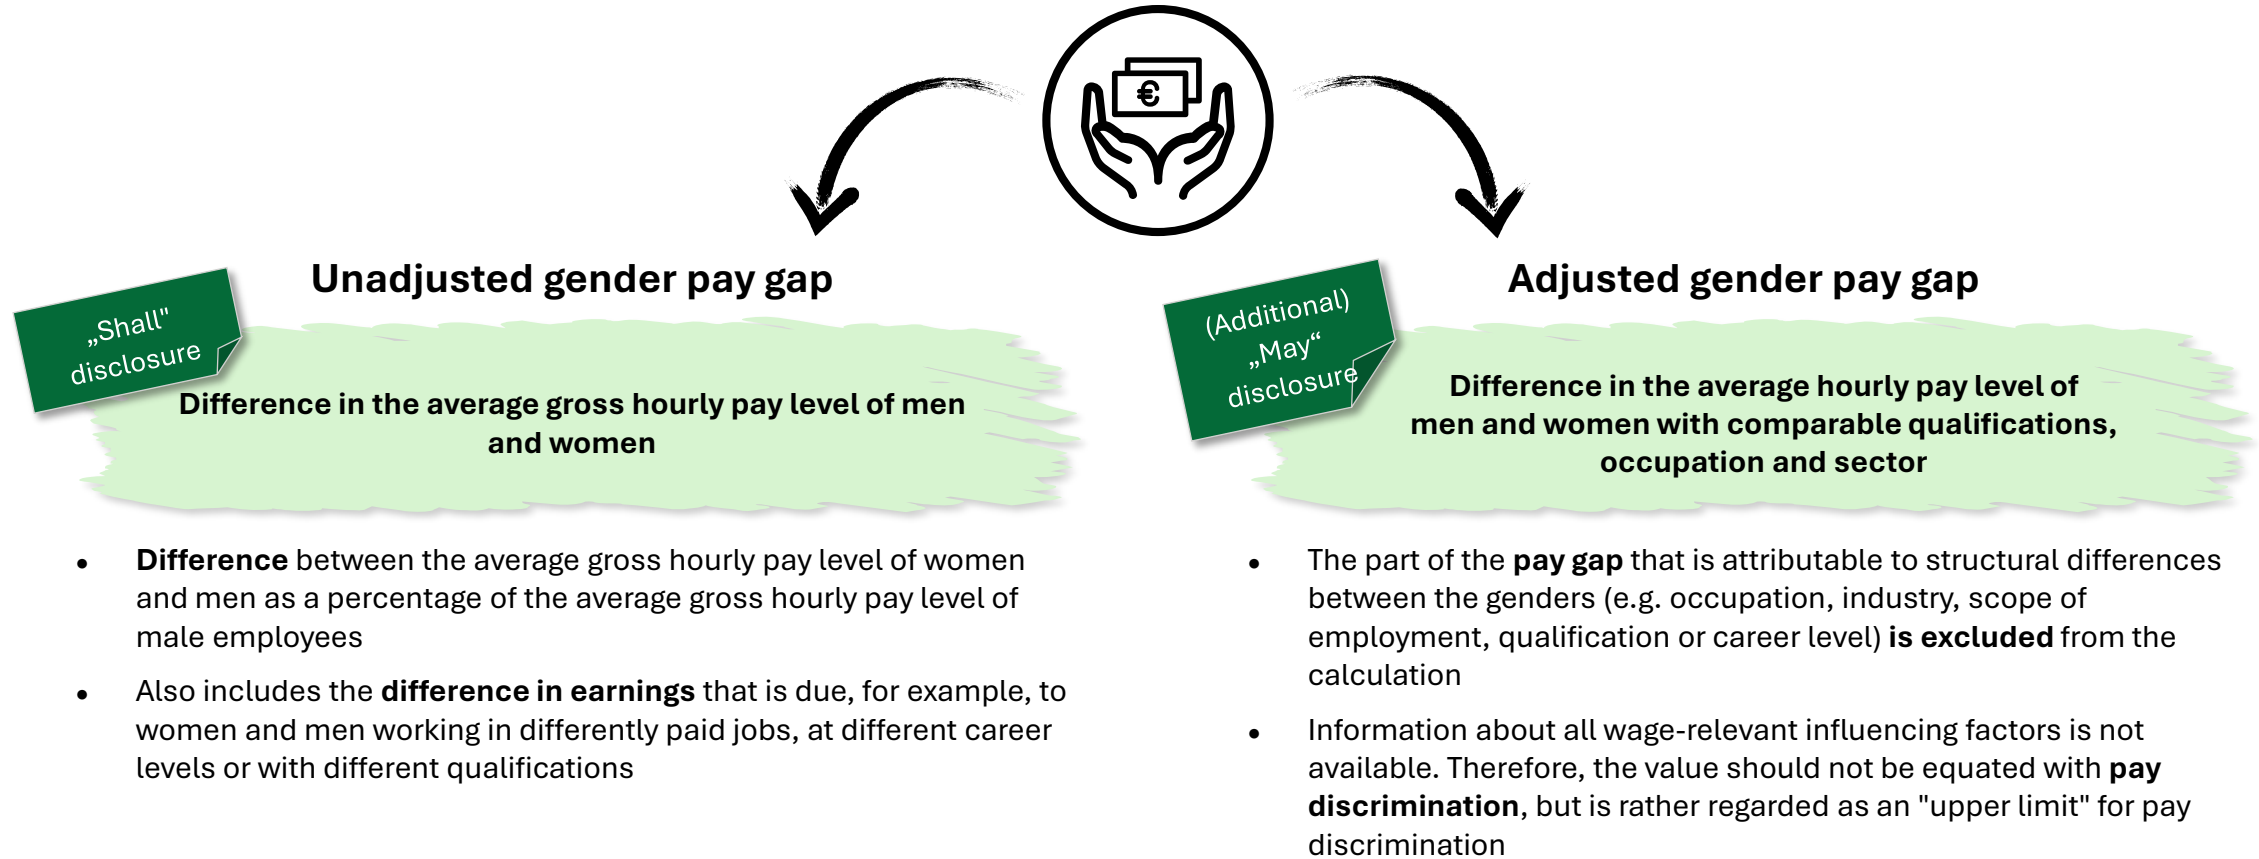 €
Unadjusted gender pay gap
„Shall"
disclosure
Difference in the average gross hourly pay level of men
and women
• Difference between the average gross hourly pay level of women
and men as a percentage of the average gross hourly pay level of
male employees
• Also includes the difference in earnings that is due, for example, to
women and men working in differently paid jobs, at different career
levels or with different qualifications
Adjusted gender pay gap
(Additional)
„May“
disclosure
Difference in the average hourly pay level of
men and women with comparable qualifications,
occupation and sector
• The part of the pay gap that is attributable to structural differences
between the genders (e.g. occupation, industry, scope of
employment, qualification or career level) is excluded from the
calculation
• Information about all wage-relevant influencing factors is not
available. Therefore, the value should not be equated with pay
discrimination, but is rather regarded as an "upper limit" for pay
discrimination